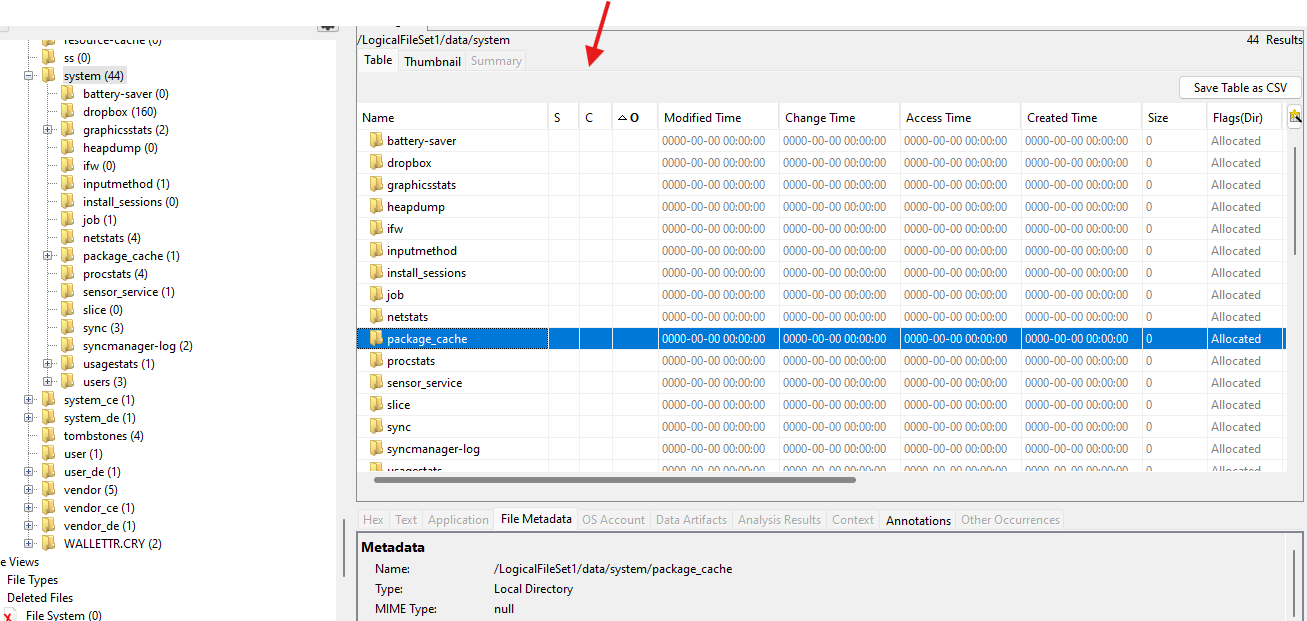 resource-cache (0)
ss (0)
system (44)
battery-saver (0)
dropbox (160)
graphicsstats (2)
heapdump (0)
ifw (0)
inputmethod (1)
install_sessions (0)
job (1)
netstats (4)
package_cache (1)
procstats (4)
sensor_service (1)
slice (0)
sync (3)
syncmanager-log (2)
usagestats (1)
users (3)
system_ce (1)
system_de (1)
tombstones (4)
user (1)
user_de (1)
vendor (5)
vendor_ce (1)
vendor_de (1)
WALLETTR.CRY (2)
e Views
File Types
Deleted Files
File System (0)
/LogicalFileSet1/data/system 44 Results
Table Thumbnail Summary
Save Table as CSV
Name S C O Modified Time Change Time Access Time Created Time Size Flags(Dir)
battery-saver 0000-00-00 00:00:00 0000-00-00 00:00:00 0000-00-00 00:00:00 0000-00-00 00:00:00 0 Allocated
dropbox 0000-00-00 00:00:00 0000-00-00 00:00:00 0000-00-00 00:00:00 0000-00-00 00:00:00 0 Allocated
graphicsstats 0000-00-00 00:00:00 0000-00-00 00:00:00 0000-00-00 00:00:00 0000-00-00 00:00:00 0 Allocated
heapdump 0000-00-00 00:00:00 0000-00-00 00:00:00 0000-00-00 00:00:00 0000-00-00 00:00:00 0 Allocated
ifw 0000-00-00 00:00:00 0000-00-00 00:00:00 0000-00-00 00:00:00 0000-00-00 00:00:00 0 Allocated
inputmethod 0000-00-00 00:00:00 0000-00-00 00:00:00 0000-00-00 00:00:00 0000-00-00 00:00:00 0 Allocated
install_sessions 0000-00-00 00:00:00 0000-00-00 00:00:00 0000-00-00 00:00:00 0000-00-00 00:00:00 0 Allocated
job 0000-00-00 00:00:00 0000-00-00 00:00:00 0000-00-00 00:00:00 0000-00-00 00:00:00 0 Allocated
netstats 0000-00-00 00:00:00 0000-00-00 00:00:00 0000-00-00 00:00:00 0000-00-00 00:00:00 0 Allocated
package_cache 0000-00-00 00:00:00 0000-00-00 00:00:00 0000-00-00 00:00:00 0000-00-00 00:00:00 0 Allocated
procstats 0000-00-00 00:00:00 0000-00-00 00:00:00 0000-00-00 00:00:00 0000-00-00 00:00:00 0 Allocated
sensor_service 0000-00-00 00:00:00 0000-00-00 00:00:00 0000-00-00 00:00:00 0000-00-00 00:00:00 0 Allocated
slice 0000-00-00 00:00:00 0000-00-00 00:00:00 0000-00-00 00:00:00 0000-00-00 00:00:00 0 Allocated
sync 0000-00-00 00:00:00 0000-00-00 00:00:00 0000-00-00 00:00:00 0000-00-00 00:00:00 0 Allocated
syncmanager-log 0000-00-00 00:00:00 0000-00-00 00:00:00 0000-00-00 00:00:00 0000-00-00 00:00:00 0 Allocated
usagestats 0000-00-00 00:00:00 0000-00-00 00:00:00 0000-00-00 00:00:00 0000-00-00 00:00:00 0 Allocated
Hex Text Application File Metadata OS Account Data Artifacts Analysis Results Context Annotations Other Occurrences
Metadata
Name: /LogicalFileSet1/data/system/package_cache
Type: Local Directory
MIME Type: null